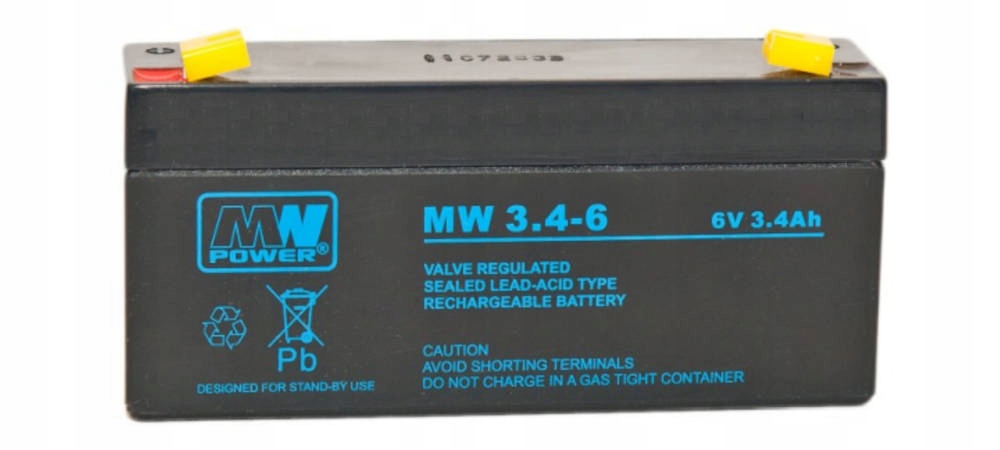 MW
POWER®
MW 3.4-6
6V 3.4Ah
VALVE REGULATED
SEALED LEAD-ACID TYPE
RECHARGEABLE BATTERY
Pb
DESIGNED FOR STAND-BY USE
CAUTION
AVOID SHORTING TERMINALS
DO NOT CHARGE IN A GAS TIGHT CONTAINER